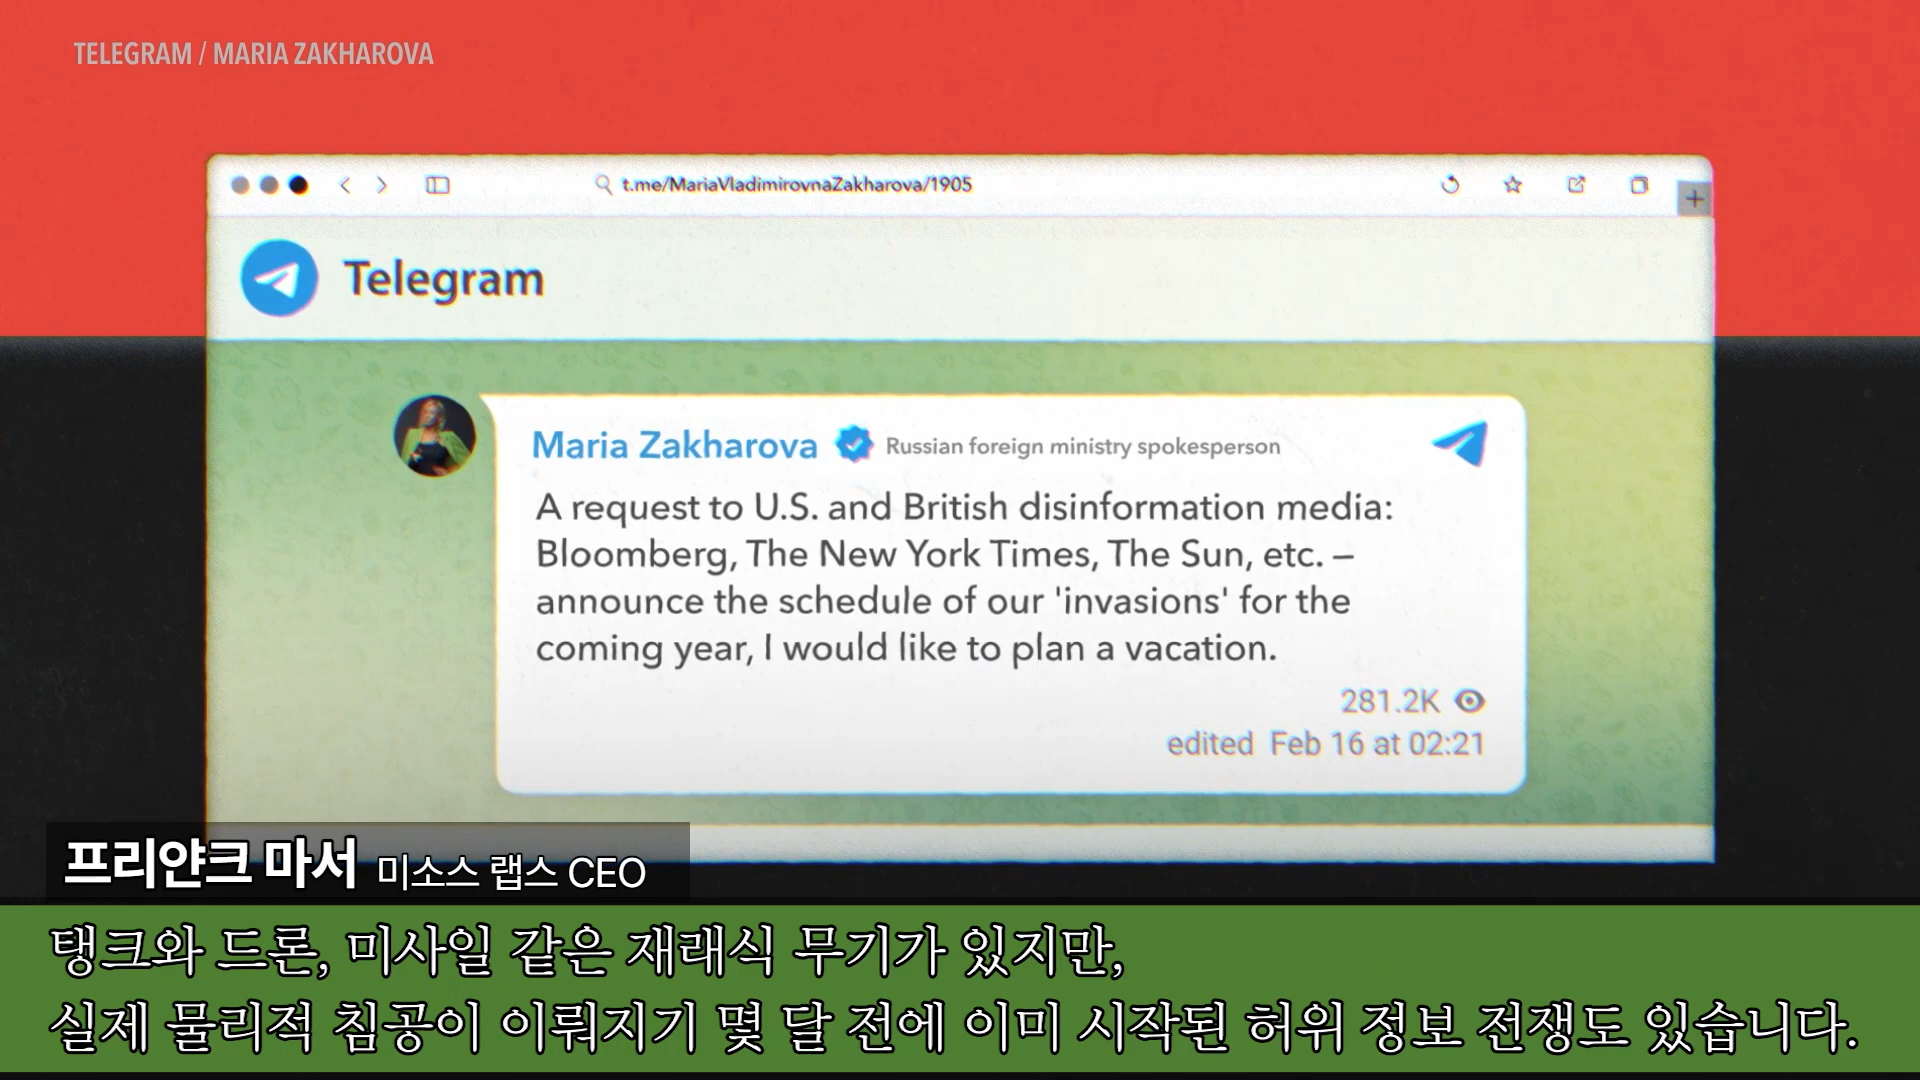 TELEGRAM / MARIA ZAKHAROVA
t.me/MariaVladimirovnaZakharova/1905
Telegram
Maria Zakharova Russian foreign ministry spokesperson
A request to U.S. and British disinformation media:
Bloomberg, The New York Times, The Sun, etc. –
announce the schedule of our 'invasions' for the
coming year, I would like to plan a vacation.
281.2K
edited Feb 16 at 02:21
프리얀크 마서 미소스 랩스 CEO
탱크와 드론, 미사일 같은 재래식 무기가 있지만,
실제 물리적 침공이 이뤄지기 몇 달 전에 이미 시작된 허위 정보 전쟁도 있습니다.